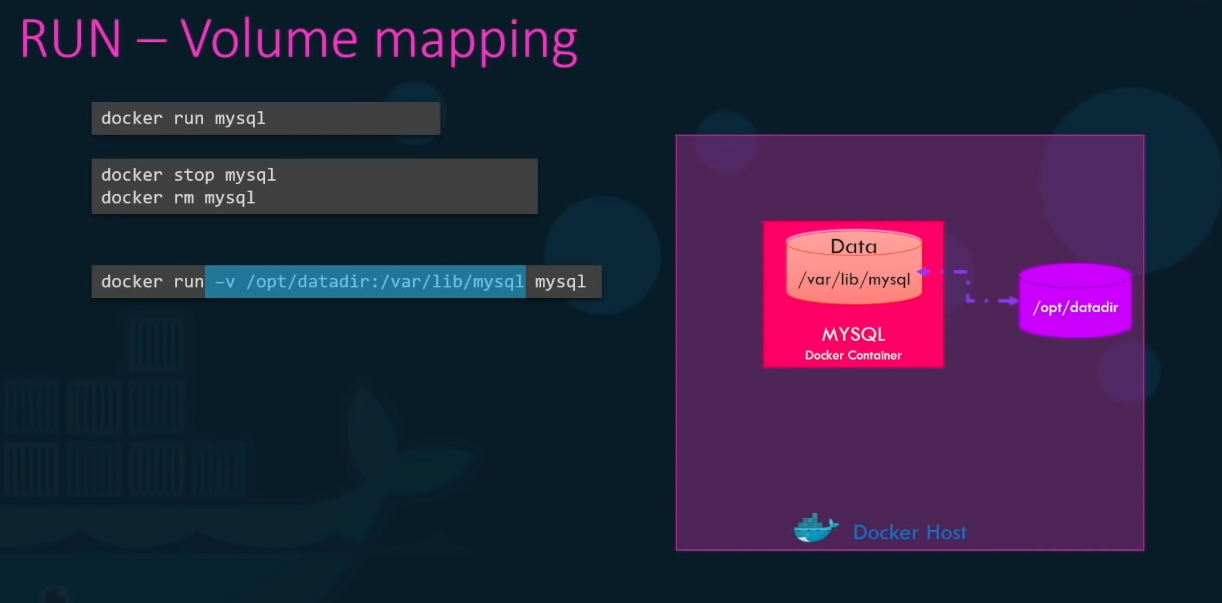 RUN – Volume mapping
docker run mysql
docker stop mysql
docker rm mysql
docker run –v /opt/datadir:/var/lib/mysql mysql
Data
/var/lib/mysql
MYSQL
Docker Container
/opt/datadir
Docker Host